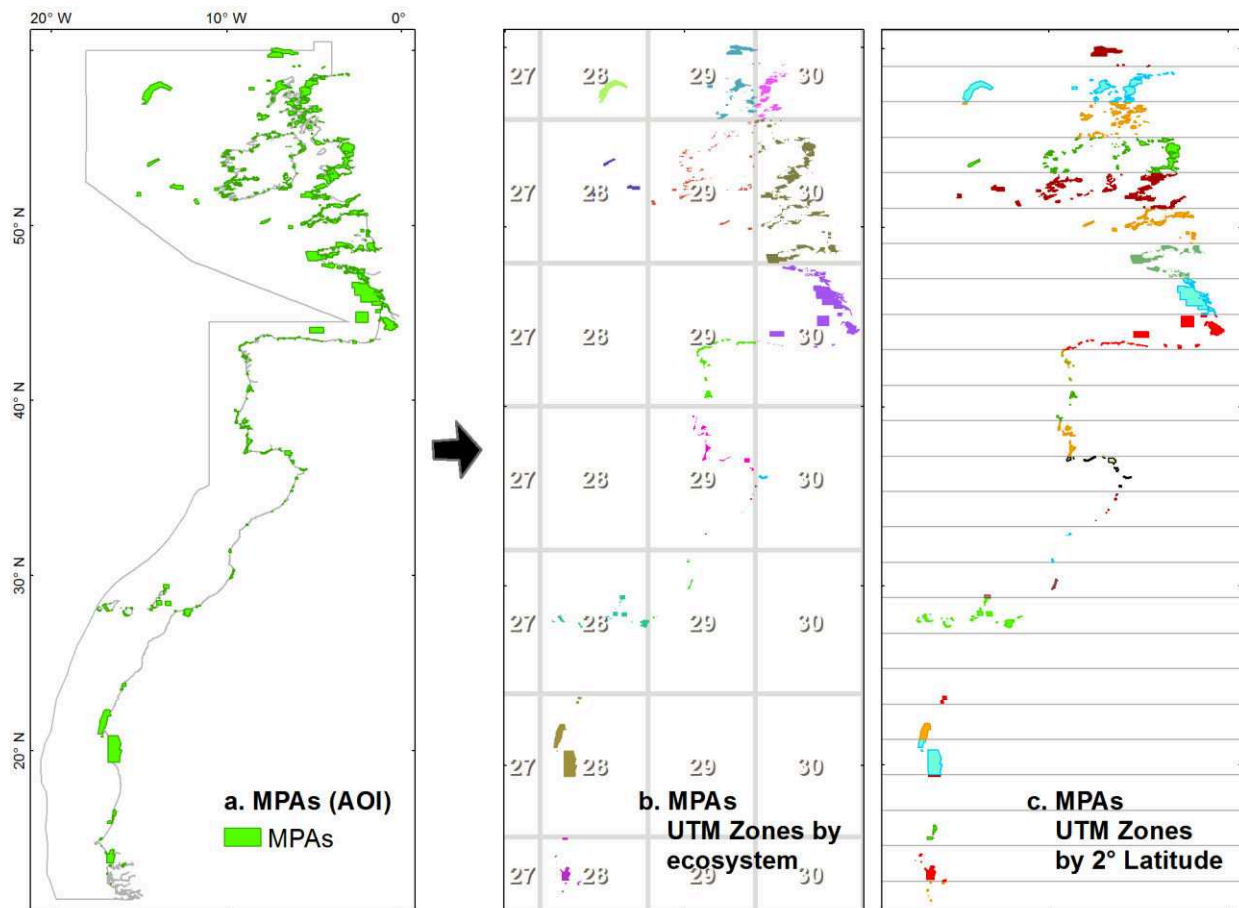 20° W 10° W 0°
50° N
40° N
30° N
20° N
a. MPAs (AOI)
MPAs
27 28 29 30
27 28 29 30
27 28 29 30
27 28 29 30
27 28 29 30
27 28 29 30
27 28 29 30
b. MPAs
UTM Zones by
ecosystem
c. MPAs
UTM Zones
by 2° Latitude